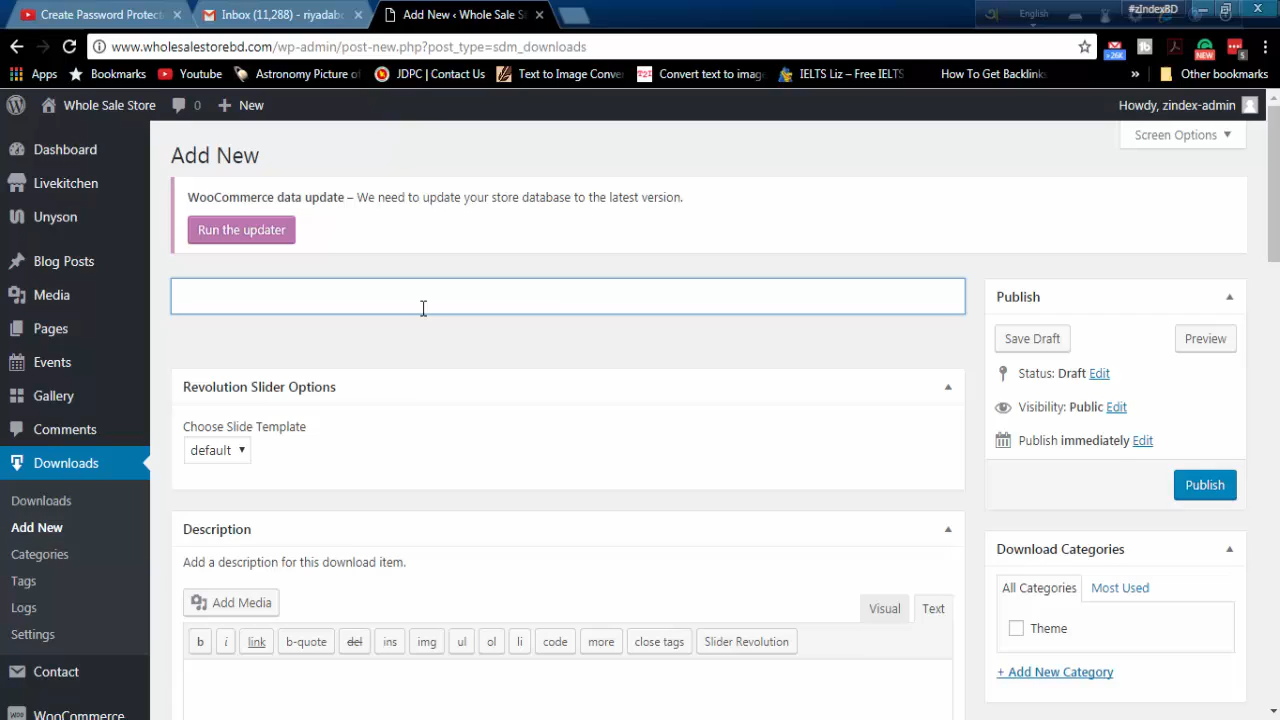 Create Password Protect
Inbox (11,288) - riyadabc
Add New ‹ Whole Sale S
#zIndexBD
English
www.wholesalestorebd.com/wp-admin/post-new.php?post_type=sdm_downloads
+26K
NEW
5
Apps
Bookmarks
Youtube
Astronomy Picture of
JDPC | Contact Us
Text to Image Conver
Convert text to imag
IELTS Liz – Free IELTS
How To Get Backlink
»
Other bookmarks
Whole Sale Store
0
+ New
Howdy, zindex-admin
Screen Options ▼
Add New
WooCommerce data update – We need to update your store database to the latest version.
Run the updater
Dashboard
Livekitchen
Unyson
Blog Posts
Media
Pages
Events
Gallery
Comments
Downloads
Downloads
Add New
Categories
Tags
Logs
Settings
Contact
WooCommerce
Revolution Slider Options
Choose Slide Template
default
Description
Add a description for this download item.
Add Media
Visual
Text
b
i
link
b-quote
del
ins
img
ul
ol
li
code
more
close tags
Slider Revolution
Publish
Save Draft
Preview
Status: Draft Edit
Visibility: Public Edit
Publish immediately Edit
Publish
Download Categories
All Categories
Most Used
Theme
+ Add New Category